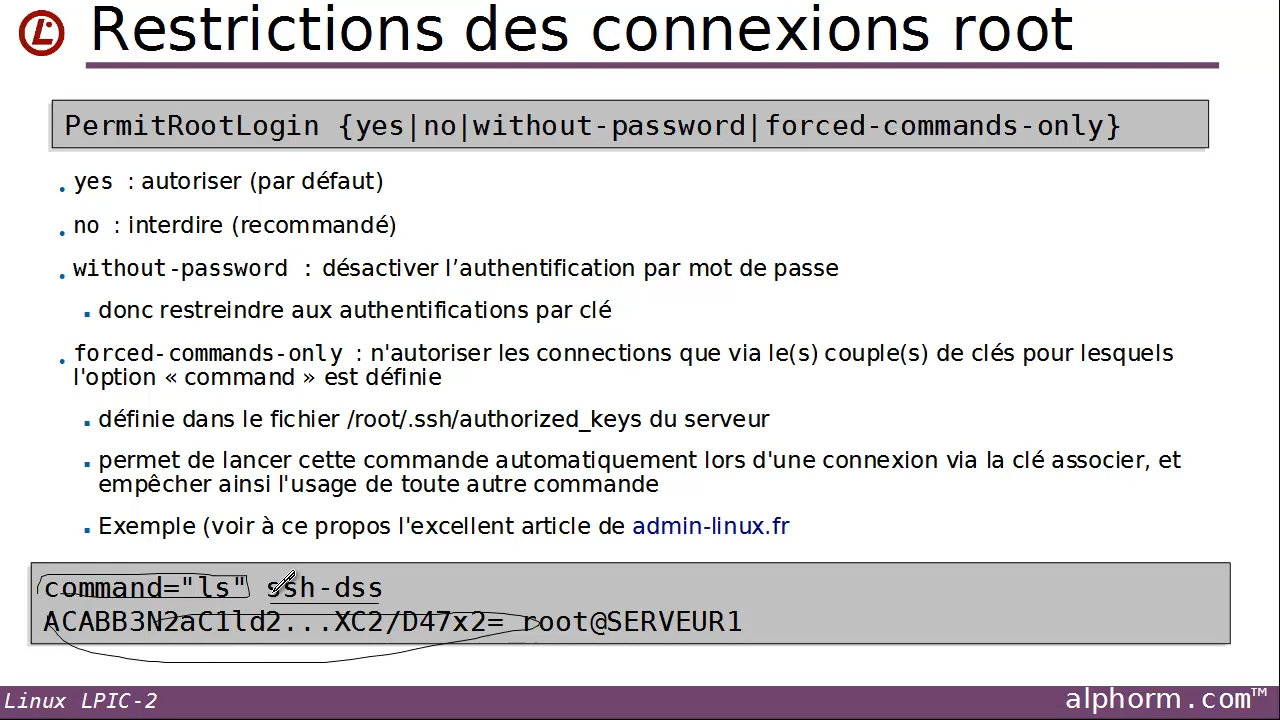 Restrictions des connexions root
PermitRootLogin {yes|no|without-password|forced-commands-only}
yes : autoriser (par défaut)
no : interdire (recommandé)
without-password : désactiver l’authentification par mot de passe
donc restreindre aux authentifications par clé
forced-commands-only : n'autoriser les connections que via le(s) couple(s) de clés pour lesquels
l'option « command » est définie
définie dans le fichier /root/.ssh/authorized_keys du serveur
permet de lancer cette commande automatiquement lors d'une connexion via la clé associer, et
empêcher ainsi l'usage de toute autre commande
Exemple (voir à ce propos l'excellent article de admin-linux.fr
command="ls" ssh-dss
ACABB3N2aC1ld2...XC2/D47x2= root@SERVEUR1
Linux LPIC-2
alphorm.com™